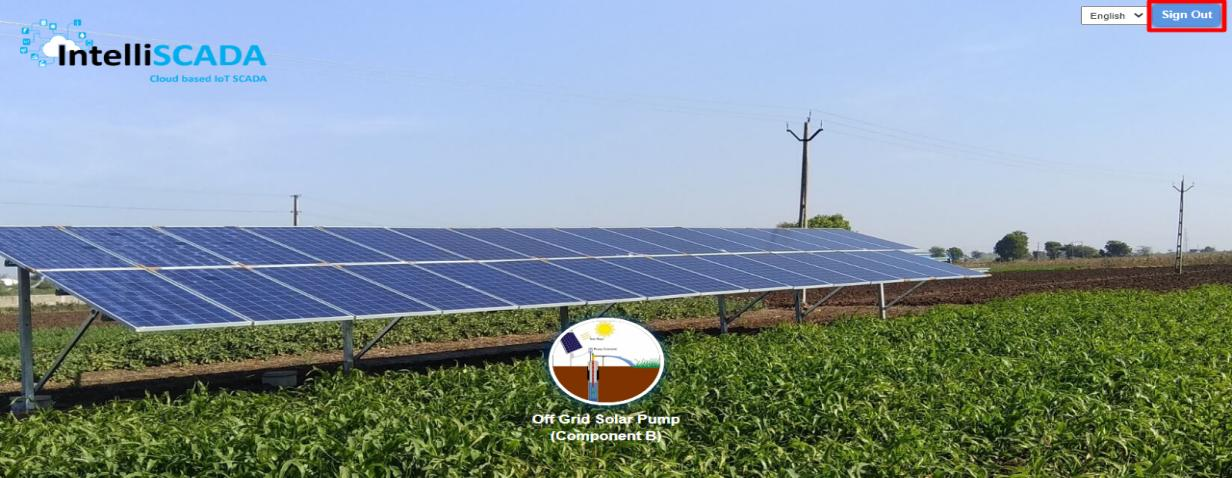 English
Sign Out
IntelliSCADA
Cloud based IoT SCADA
Off Grid Solar Pump
(Component B)